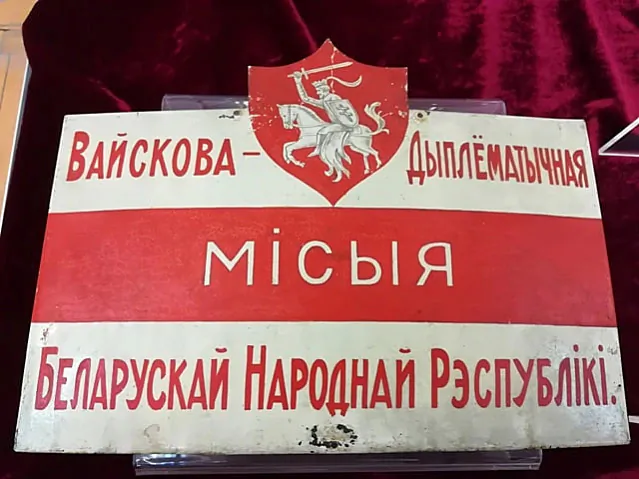 ВАЙСКОВА – ДЫПЛЁМАТЫЧНАЯ
МІСЫЯ
БЕЛАРУСКАЙ НАРОДНАЙ РЭСПУБЛІКІ.